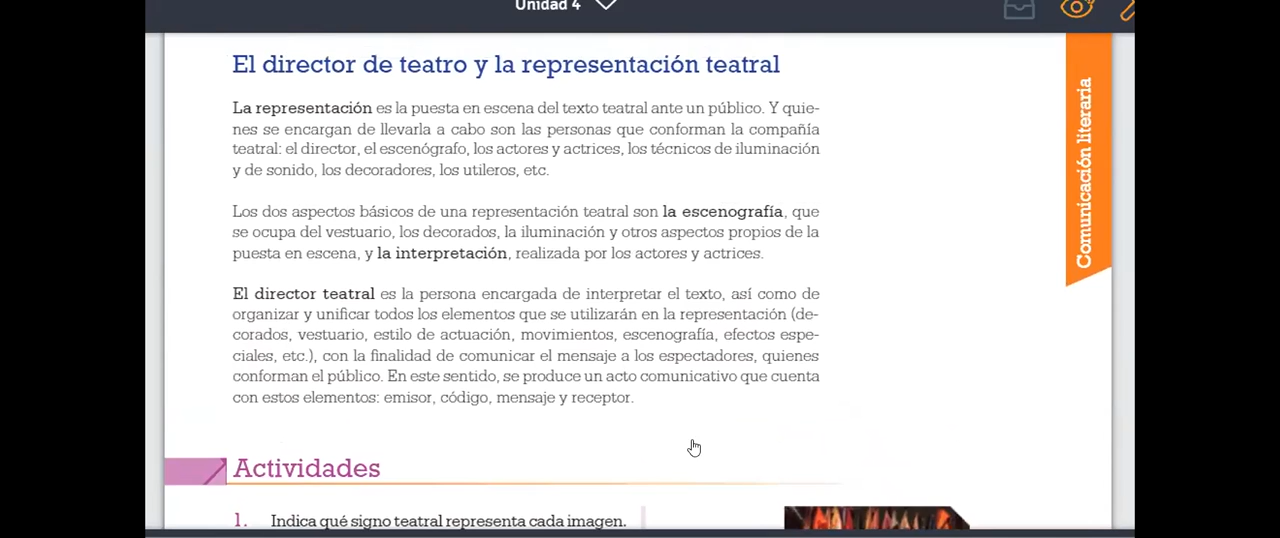 Unidad 4
El director de teatro y la representación teatral
La representación es la puesta en escena del texto teatral ante un público. Y quie-
nes se encargan de llevarla a cabo son las personas que conforman la compañía
teatral: el director, el escenógrafo, los actores y actrices, los técnicos de iluminación
y de sonido, los decoradores, los utileros, etc.
Los dos aspectos básicos de una representación teatral son la escenografía, que
se ocupa del vestuario, los decorados, la iluminación y otros aspectos propios de la
puesta en escena, y la interpretación, realizada por los actores y actrices.
El director teatral es la persona encargada de interpretar el texto, así como de
organizar y unificar todos los elementos que se utilizarán en la representación (de-
corados, vestuario, estilo de actuación, movimientos, escenografía, efectos espe-
ciales, etc.), con la finalidad de comunicar el mensaje a los espectadores, quienes
conforman el público. En este sentido, se produce un acto comunicativo que cuenta
con estos elementos: emisor, código, mensaje y receptor.
Comunicación literaria
Actividades
1. Indica qué signo teatral representa cada imagen.